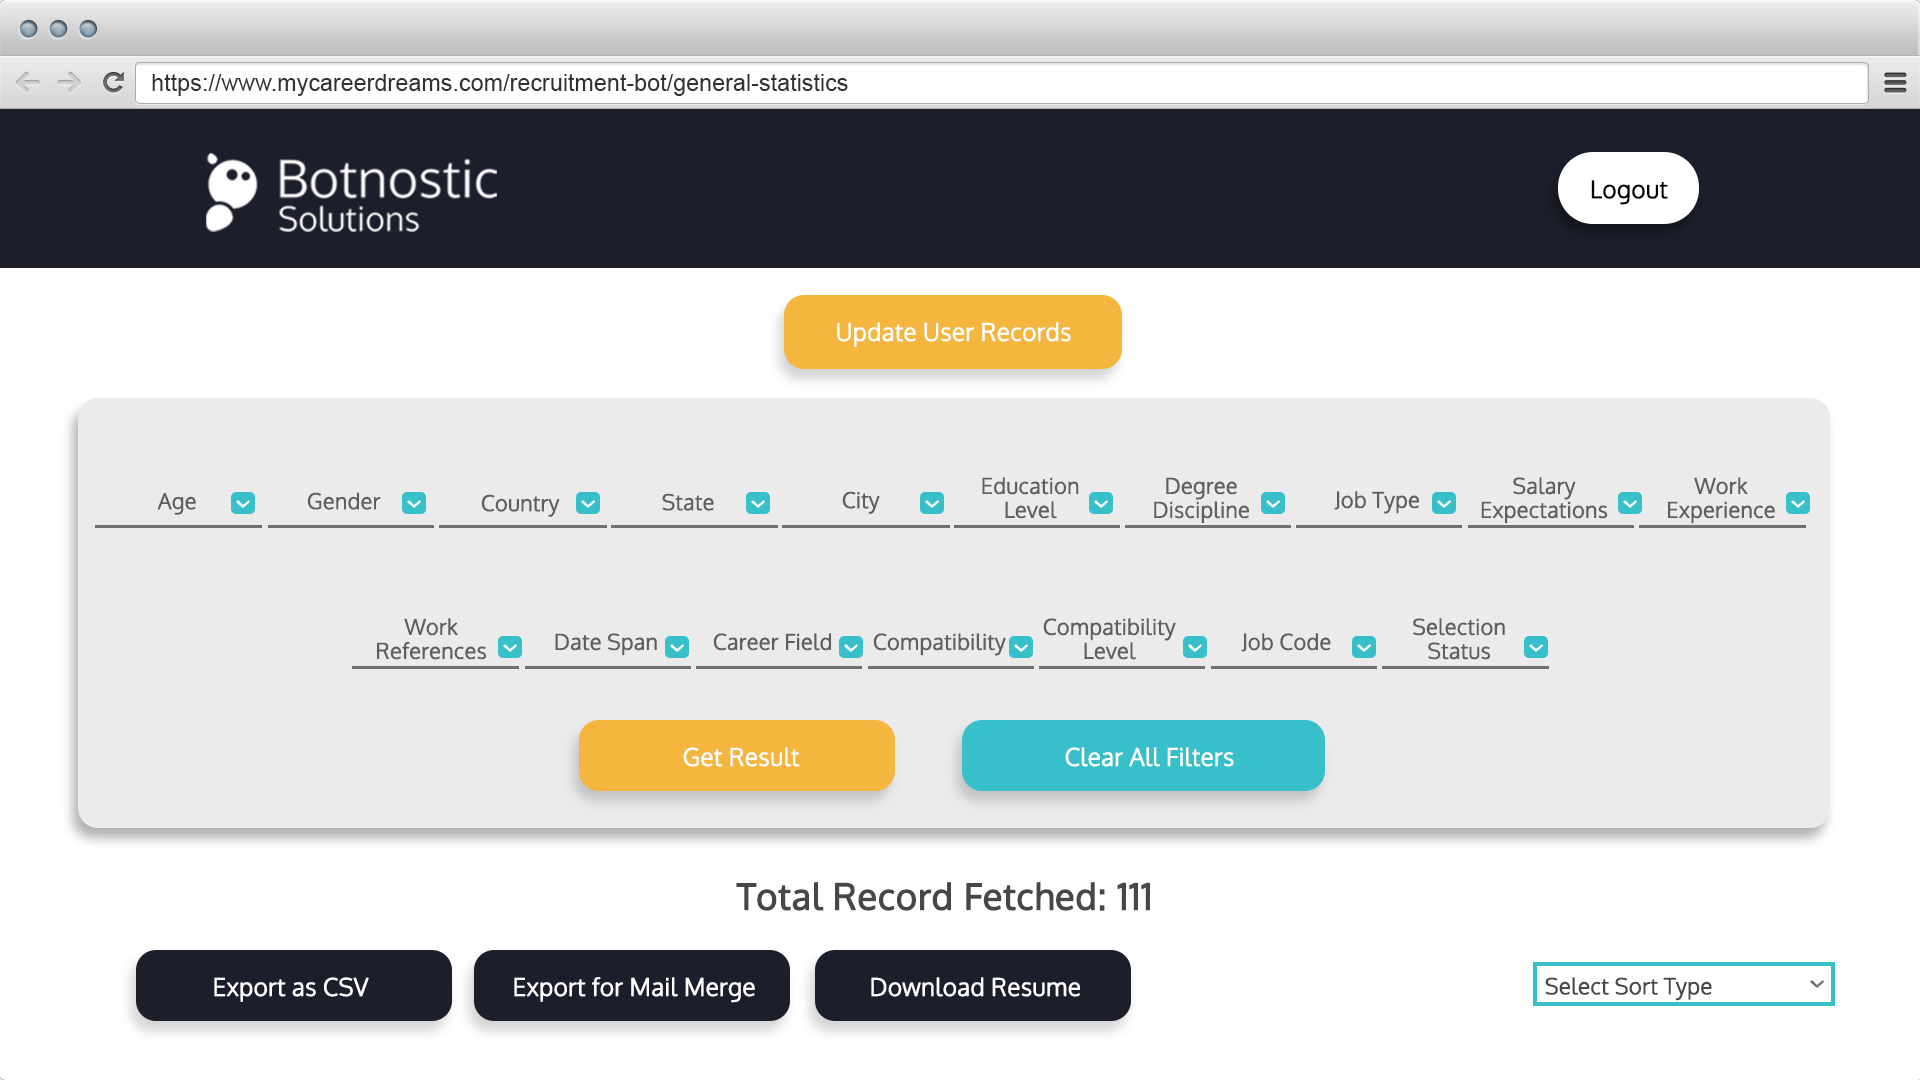 https://www.mycareerdreams.com/recruitment-bot/general-statistics
Botnostic
Solutions
Logout
Update User Records
Age
Gender
Country
State
City
Education
Level
Degree
Discipline
Job Type
Salary
Expectations
Work
Experience
Work
References
Date Span
Career Field
Compatibility
Compatibility
Level
Job Code
Selection
Status
Get Result
Clear All Filters
Total Record Fetched: 111
Export as CSV
Export for Mail Merge
Download Resume
Select Sort Type